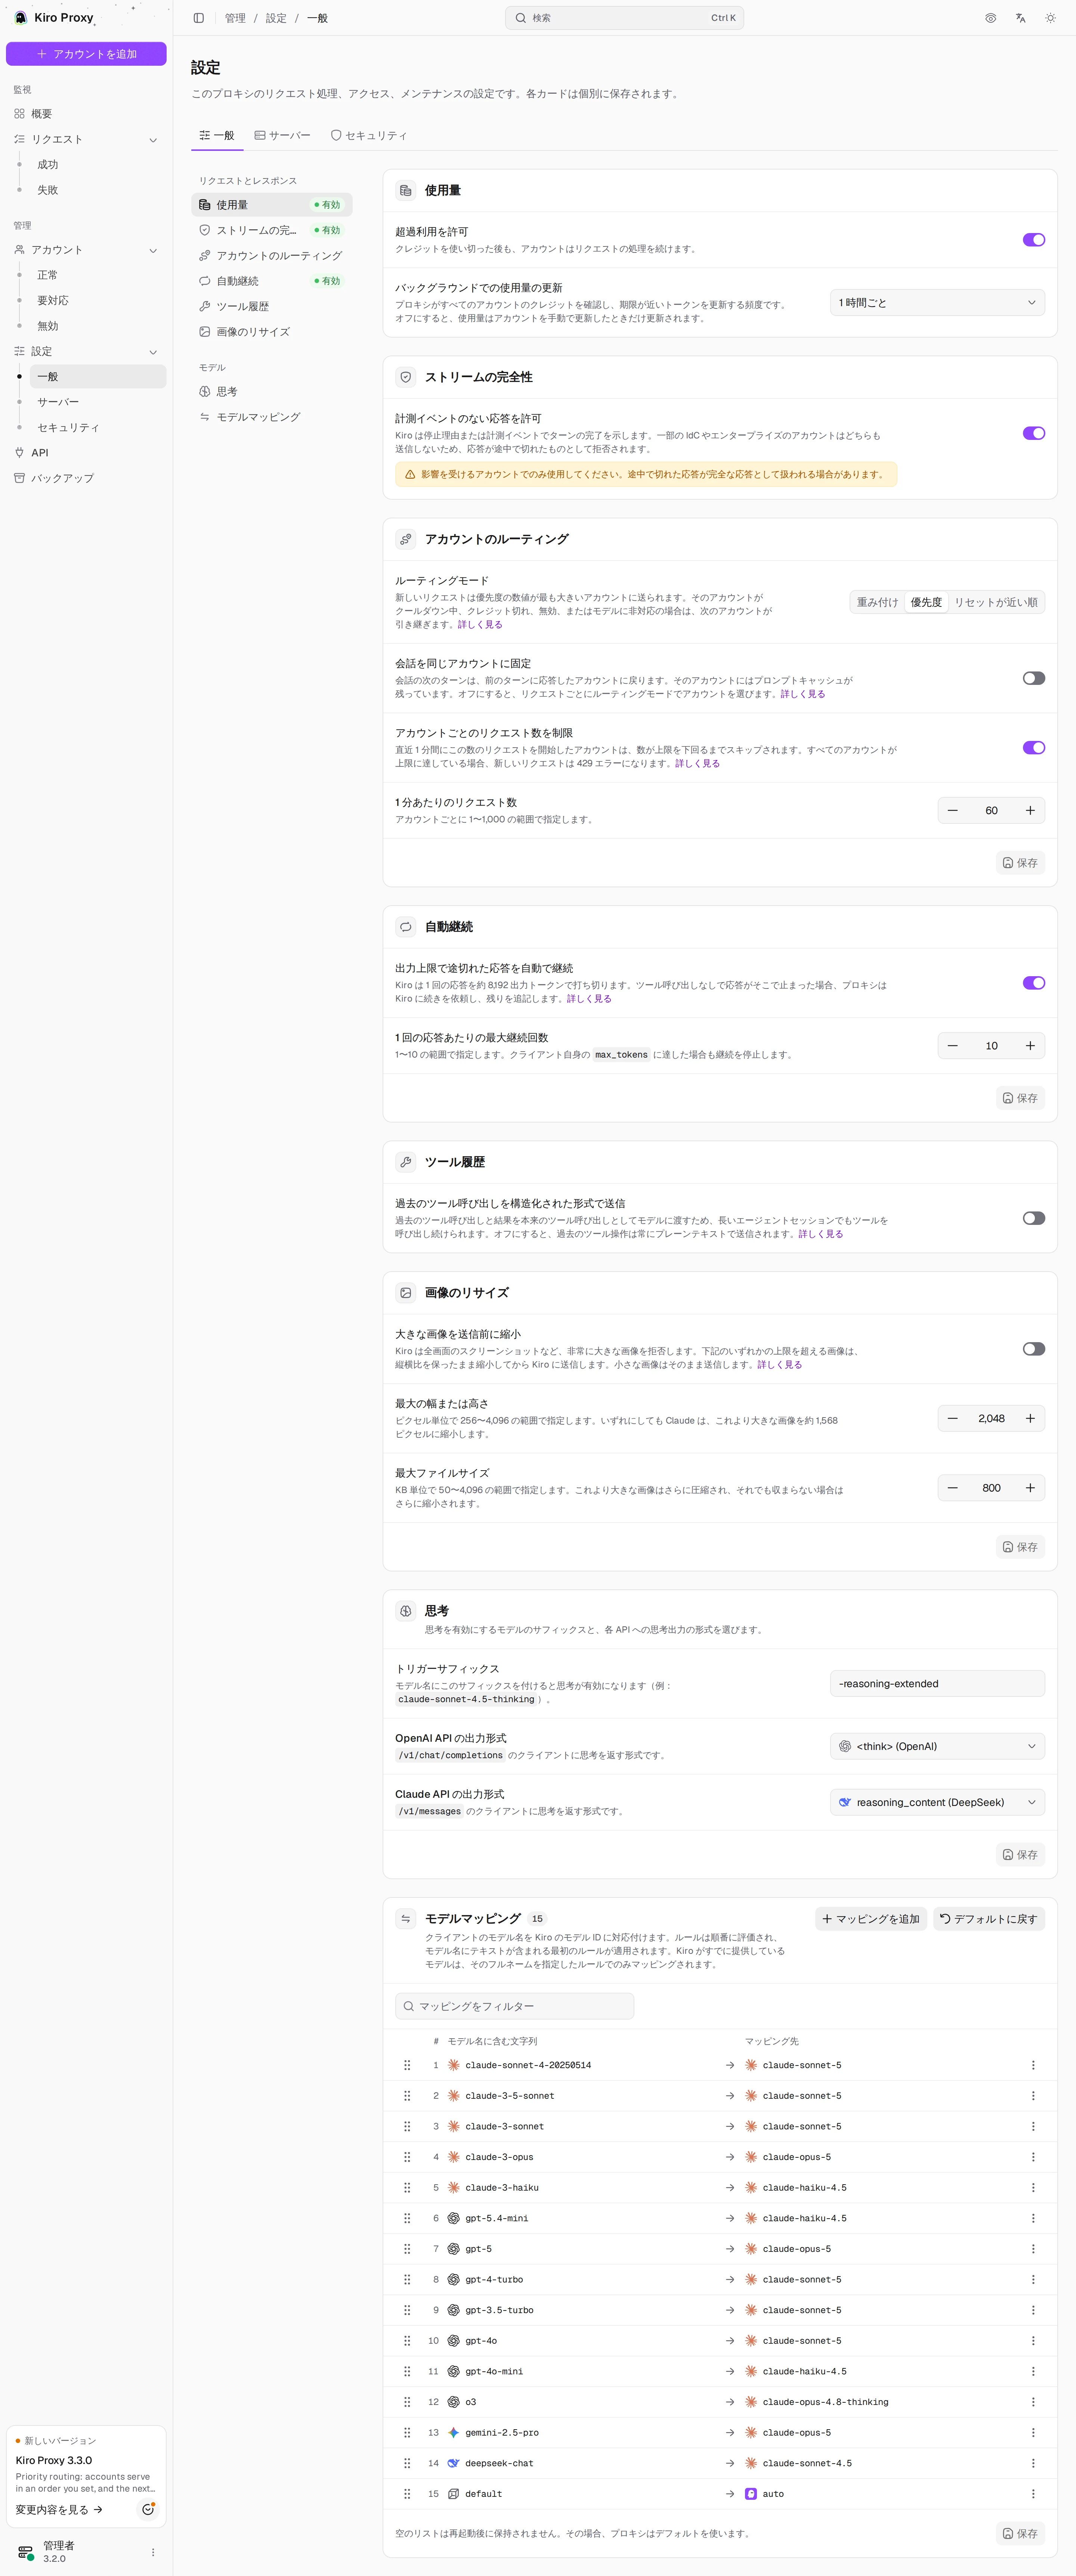 Kiro Proxy
アカウントを追加
監視
概要
リクエスト
成功
失敗
管理
アカウント
正常
要対応
無効
設定
一般
サーバー
セキュリティ
API
バックアップ
新しいバージョン
Kiro Proxy 3.3.0
Priority routing: accounts serve
in an order you set, and the next...
変更内容を見る
管理者
3.2.0
管理 / 設定 / 一般
検索 Ctrl K
設定
このプロキシのリクエスト処理、アクセス、メンテナンスの設定です。各カードは個別に保存されます。
一般 サーバー セキュリティ
リクエストとレスポンス
使用量 有効
ストリームの完... 有効
アカウントのルーティング
自動継続 有効
ツール履歴
画像のリサイズ
モデル
思考
モデルマッピング
使用量
超過利用を許可
クレジットを使い切った後も、アカウントはリクエストの処理を続けます。
バックグラウンドでの使用量の更新
プロキシがすべてのアカウントのクレジットを確認し、期限が近いトークンを更新する頻度です。
オフにすると、使用量はアカウントを手動で更新したときだけ更新されます。
1 時間ごと
ストリームの完全性
計測イベントのない応答を許可
Kiro は停止理由または計測イベントでターンの完了を示します。一部の IdC やエンタープライズのアカウントはどちらも
送信しないため、応答が途中で切れたものとして拒否されます。
影響を受けるアカウントでのみ使用してください。途中で切れた応答が完全な応答として扱われる場合があります。
アカウントのルーティング
ルーティングモード
新しいリクエストは優先度の数値が最も大きいアカウントに送られます。そのアカウントが
クールダウン中、クレジット切れ、無効、またはモデルに非対応の場合は、次のアカウントが
引き継ぎます。詳しく見る
重み付け 優先度 リセットが近い順
会話を同じアカウントに固定
会話の次のターンは、前のターンに応答したアカウントに戻ります。そのアカウントにはプロンプトキャッシュが
残っています。オフにすると、リクエストごとにルーティングモードでアカウントを選びます。詳しく見る
アカウントごとのリクエスト数を制限
直近 1 分間にこの数のリクエストを開始したアカウントは、数が上限を下回るまでスキップされます。すべてのアカウントが
上限に達している場合、新しいリクエストは 429 エラーになります。詳しく見る
1 分あたりのリクエスト数
アカウントごとに 1〜1,000 の範囲で指定します。
60
保存
自動継続
出力上限で途切れた応答を自動で継続
Kiro は 1 回の応答を約 8,192 出力トークンで打ち切ります。ツール呼び出しなしで応答がそこで止まった場合、プロキシは
Kiro に続きを依頼し、残りを追記します。詳しく見る
1 回の応答あたりの最大継続回数
1〜10 の範囲で指定します。クライアント自身の max_tokens に達した場合も継続を停止します。
10
保存
ツール履歴
過去のツール呼び出しを構造化された形式で送信
過去のツール呼び出しと結果を本来のツール呼び出しとしてモデルに渡すため、長いエージェントセッションでもツールを
呼び出し続けられます。オフにすると、過去のツール操作は常にプレーンテキストで送信されます。詳しく見る
画像のリサイズ
大きな画像を送信前に縮小
Kiro は全画面のスクリーンショットなど、非常に大きな画像を拒否します。下記のいずれかの上限を超える画像は、
縦横比を保ったまま縮小してから Kiro に送信します。小さな画像はそのまま送信します。詳しく見る
最大の幅または高さ
ピクセル単位で 256〜4,096 の範囲で指定します。いずれにしても Claude は、これより大きな画像を約 1,568
ピクセルに縮小します。
2,048
最大ファイルサイズ
KB 単位で 50〜4,096 の範囲で指定します。これより大きな画像はさらに圧縮され、それでも収まらない場合は
さらに縮小されます。
800
保存
思考
思考を有効にするモデルのサフィックスと、各 API への思考出力の形式を選びます。
トリガーサフィックス
モデル名にこのサフィックスを付けると思考が有効になります（例：
claude-sonnet-4.5-thinking ）。
-reasoning-extended
OpenAI API の出力形式
/v1/chat/completions のクライアントに思考を返す形式です。
<think> (OpenAI)
Claude API の出力形式
/v1/messages のクライアントに思考を返す形式です。
reasoning_content (DeepSeek)
保存
モデルマッピング 15
クライアントのモデル名を Kiro のモデル ID に対応付けます。ルールは順番に評価され、
モデル名にテキストが含まれる最初のルールが適用されます。Kiro がすでに提供している
モデルは、そのフルネームを指定したルールでのみマッピングされます。
マッピングを追加 デフォルトに戻す
マッピングをフィルター
# モデル名に含む文字列 マッピング先
1 claude-sonnet-4-20250514 → claude-sonnet-5
2 claude-3-5-sonnet → claude-sonnet-5
3 claude-3-sonnet → claude-sonnet-5
4 claude-3-opus → claude-opus-5
5 claude-3-haiku → claude-haiku-4.5
6 gpt-5.4-mini → claude-haiku-4.5
7 gpt-5 → claude-opus-5
8 gpt-4-turbo → claude-sonnet-5
9 gpt-3.5-turbo → claude-sonnet-5
10 gpt-4o → claude-sonnet-5
11 gpt-4o-mini → claude-haiku-4.5
12 o3 → claude-opus-4.8-thinking
13 gemini-2.5-pro → claude-opus-5
14 deepseek-chat → claude-sonnet-4.5
15 default → auto
空のリストは再起動後に保持されません。その場合、プロキシはデフォルトを使います。
保存